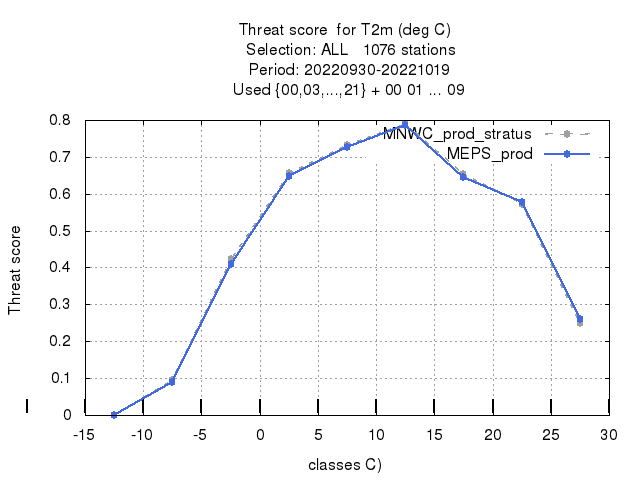 Threat score  for T2m (deg C)
Selection: ALL   1076 stations
Period: 20220930-20221019
Used {00,03,...,21} + 00 01 ... 09
MNWC_prod_stratus
MEPS_prod
Threat score
0.8
0.7
0.6
0.5
0.4
0.3
0.2
0.1
0
-15 -10 -5 0 5 10 15 20 25 30
classes C)